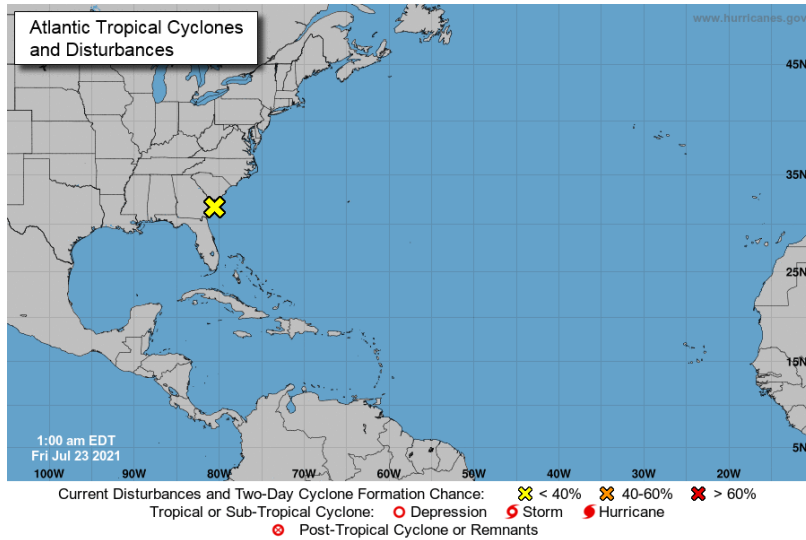 Atlantic Tropical Cyclones
and Disturbances
www.hurricanes.gov
45N
35N
25N
15N
5N
1:00 am EDT
Fri Jul 23 2021
100W 90W 80W 70W 60W 50W 40W 30W 20W
Current Disturbances and Two-Day Cyclone Formation Chance: < 40% 40-60% > 60%
Tropical or Sub-Tropical Cyclone: Depression Storm Hurricane
Post-Tropical Cyclone or Remnants